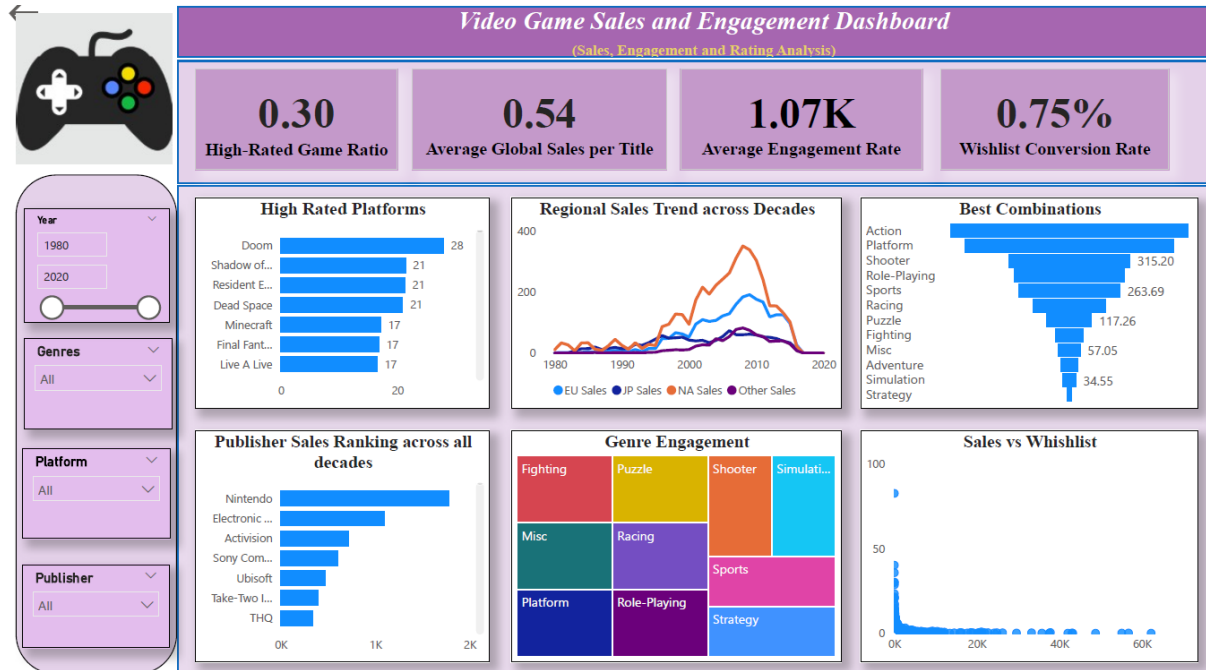 Video Game Sales and Engagement Dashboard
(Sales, Engagement and Rating Analysis)
0.30
High-Rated Game Ratio
0.54
Average Global Sales per Title
1.07K
Average Engagement Rate
0.75%
Wishlist Conversion Rate
Year
1980
2020
Genres
All
Platform
All
Publisher
All
High Rated Platforms
Doom 28
Shadow of... 21
Resident E... 21
Dead Space 21
Minecraft 17
Final Fant... 17
Live A Live 17
0 20
Regional Sales Trend across Decades
400
200
0
1980 1990 2000 2010 2020
EU Sales JP Sales NA Sales Other Sales
Best Combinations
Action
Platform
Shooter 315.20
Role-Playing
Sports 263.69
Racing
Puzzle 117.26
Fighting
Misc 57.05
Adventure
Simulation 34.55
Strategy
Publisher Sales Ranking across all
decades
Nintendo
Electronic ...
Activision
Sony Com...
Ubisoft
Take-Two I...
THQ
0K 1K 2K
Genre Engagement
Fighting Puzzle Shooter Simulati...
Misc Racing
Sports
Platform Role-Playing
Strategy
Sales vs Whishlist
100
50
0
0K 20K 40K 60K